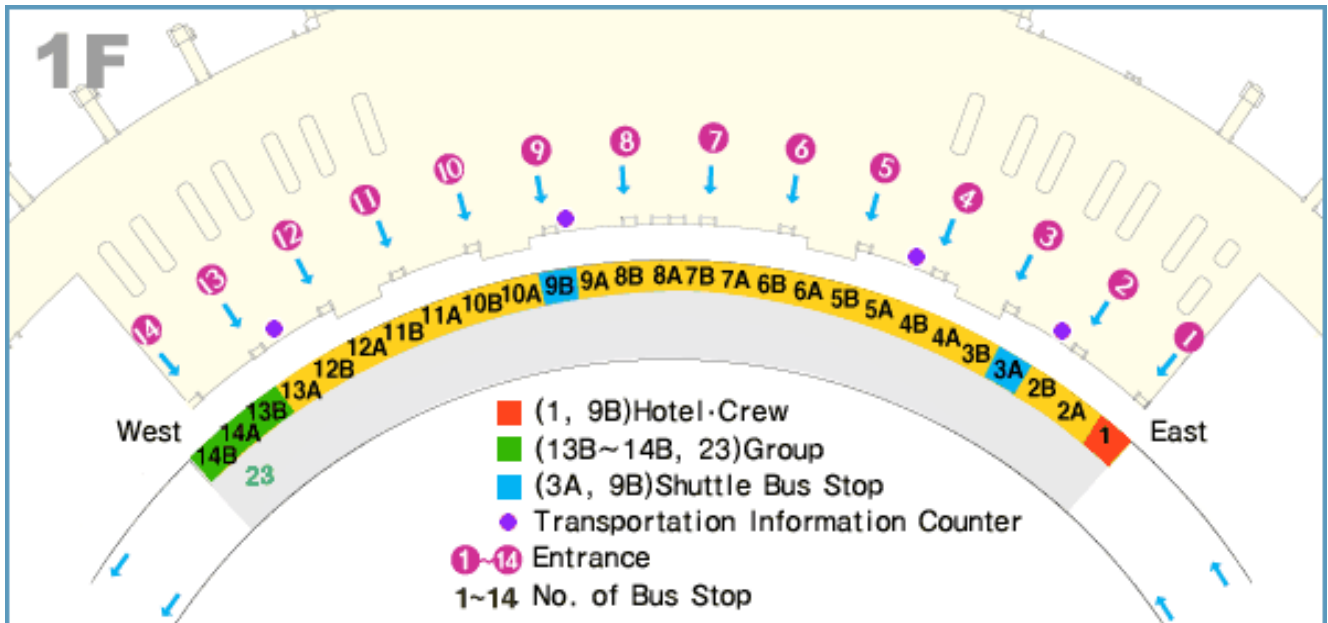 1F
9 8 7 6
10 5
11 4
12 3
13 2
14 1
14B 14A 13B 13A 12B 12A 11B 11A 10B 10A 9B 9A 8B 8A 7B 7A 6B 6A 5B 5A 4B 4A 3B 3A 2B 2A 1
West East
23
(1, 9B)Hotel·Crew
(13B~14B, 23)Group
(3A, 9B)Shuttle Bus Stop
Transportation Information Counter
1~14 Entrance
1~14 No. of Bus Stop